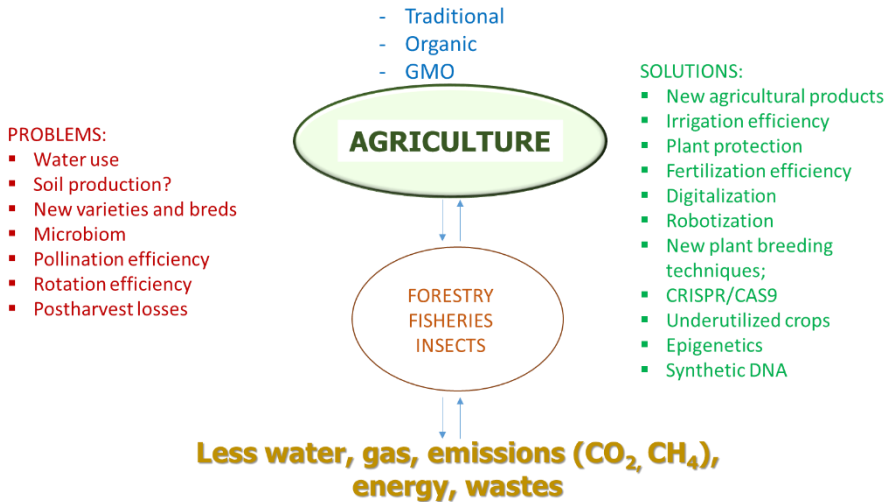 - Traditional
- Organic
- GMO
AGRICULTURE
PROBLEMS:
▪ Water use
▪ Soil production?
▪ New varieties and breds
▪ Microbiom
▪ Pollination efficiency
▪ Rotation efficiency
▪ Postharvest losses
FORESTRY
FISHERIES
INSECTS
SOLUTIONS:
▪ New agricultural products
▪ Irrigation efficiency
▪ Plant protection
▪ Fertilization efficiency
▪ Digitalization
▪ Robotization
▪ New plant breeding
techniques;
▪ CRISPR/CAS9
▪ Underutilized crops
▪ Epigenetics
▪ Synthetic DNA
Less water, gas, emissions (CO₂, CH₄),
energy, wastes